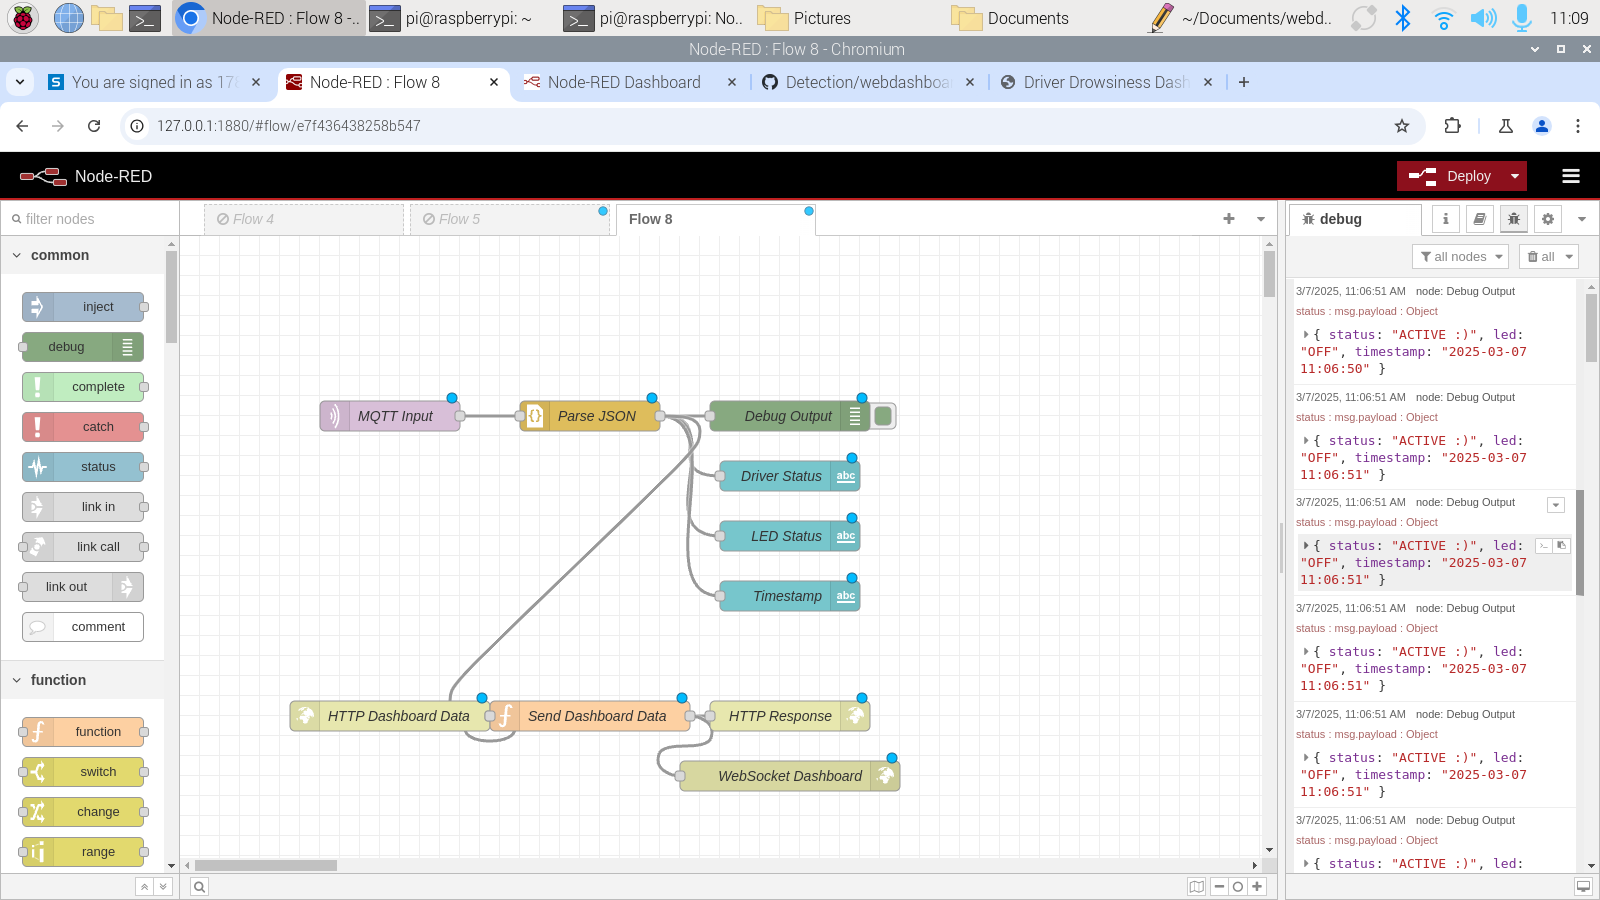 Node-RED : Flow 8 -..
pi@raspberrypi: ~
pi@raspberrypi: No..
Pictures
Documents
~/Documents/webd..
11:09
Node-RED : Flow 8 - Chromium
You are signed in as 178
Node-RED : Flow 8
Node-RED Dashboard
Detection/webdashboa
Driver Drowsiness Dash
127.0.0.1:1880/#flow/e7f436438258b547
Node-RED
Deploy
filter nodes
Flow 4
Flow 5
Flow 8
debug
common
all nodes
all
inject
debug
complete
catch
status
link in
link call
link out
comment
function
function
switch
change
range
MQTT Input
Parse JSON
Debug Output
Driver Status
abc
LED Status
abc
Timestamp
abc
HTTP Dashboard Data
Send Dashboard Data
HTTP Response
WebSocket Dashboard
3/7/2025, 11:06:51 AM node: Debug Output
status : msg.payload : Object
{ status: "ACTIVE :)", led:
"OFF", timestamp: "2025-03-07
11:06:50" }
3/7/2025, 11:06:51 AM node: Debug Output
status : msg.payload : Object
{ status: "ACTIVE :)", led:
"OFF", timestamp: "2025-03-07
11:06:51" }
3/7/2025, 11:06:51 AM node: Debug Output
status : msg.payload : Object
{ status: "ACTIVE :)", led:
"OFF", timestamp: "2025-03-07
11:06:51" }
3/7/2025, 11:06:51 AM node: Debug Output
status : msg.payload : Object
{ status: "ACTIVE :)", led:
"OFF", timestamp: "2025-03-07
11:06:51" }
3/7/2025, 11:06:51 AM node: Debug Output
status : msg.payload : Object
{ status: "ACTIVE :)", led:
"OFF", timestamp: "2025-03-07
11:06:51" }
3/7/2025, 11:06:51 AM node: Debug Output
status : msg.payload : Object
{ status: "ACTIVE :)", led: